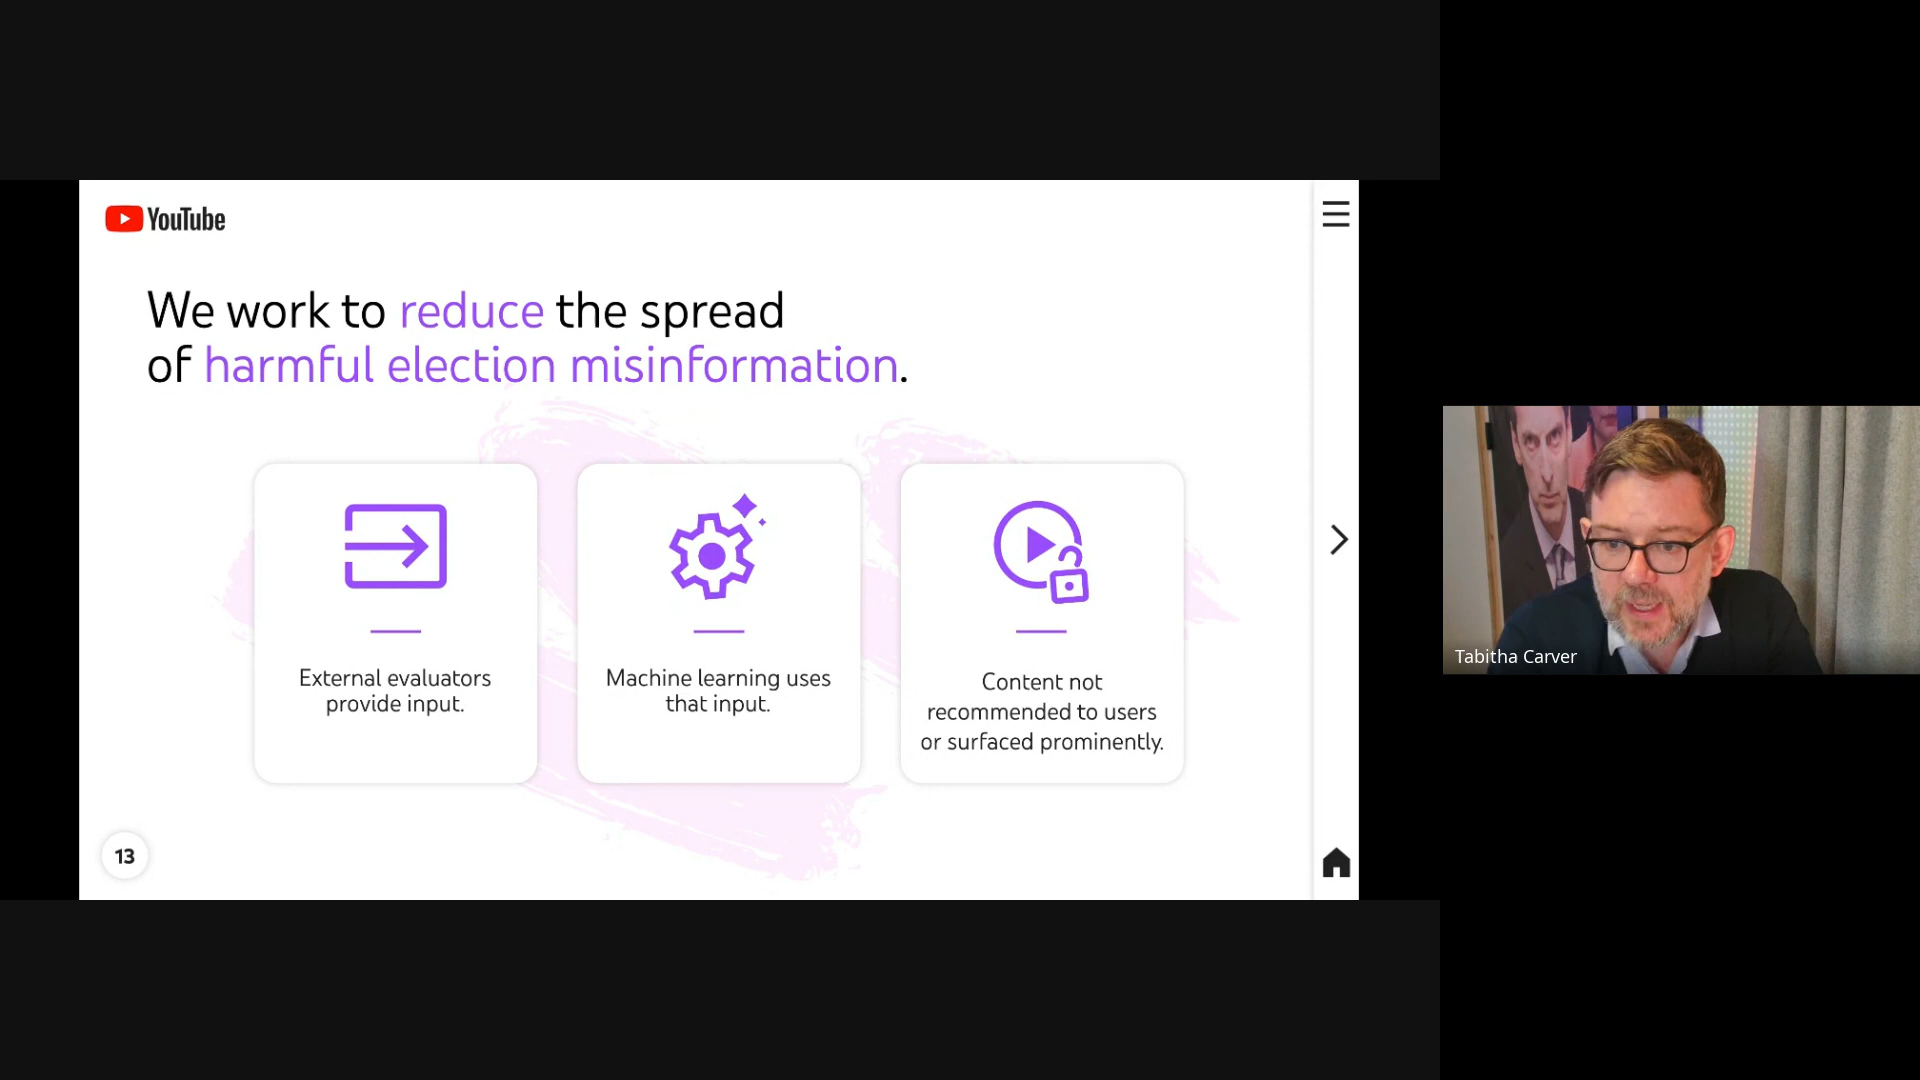 YouTube
We work to reduce the spread
of harmful election misinformation.
External evaluators
provide input.
Machine learning uses
that input.
Content not
recommended to users
or surfaced prominently.
13
Tabitha Carver